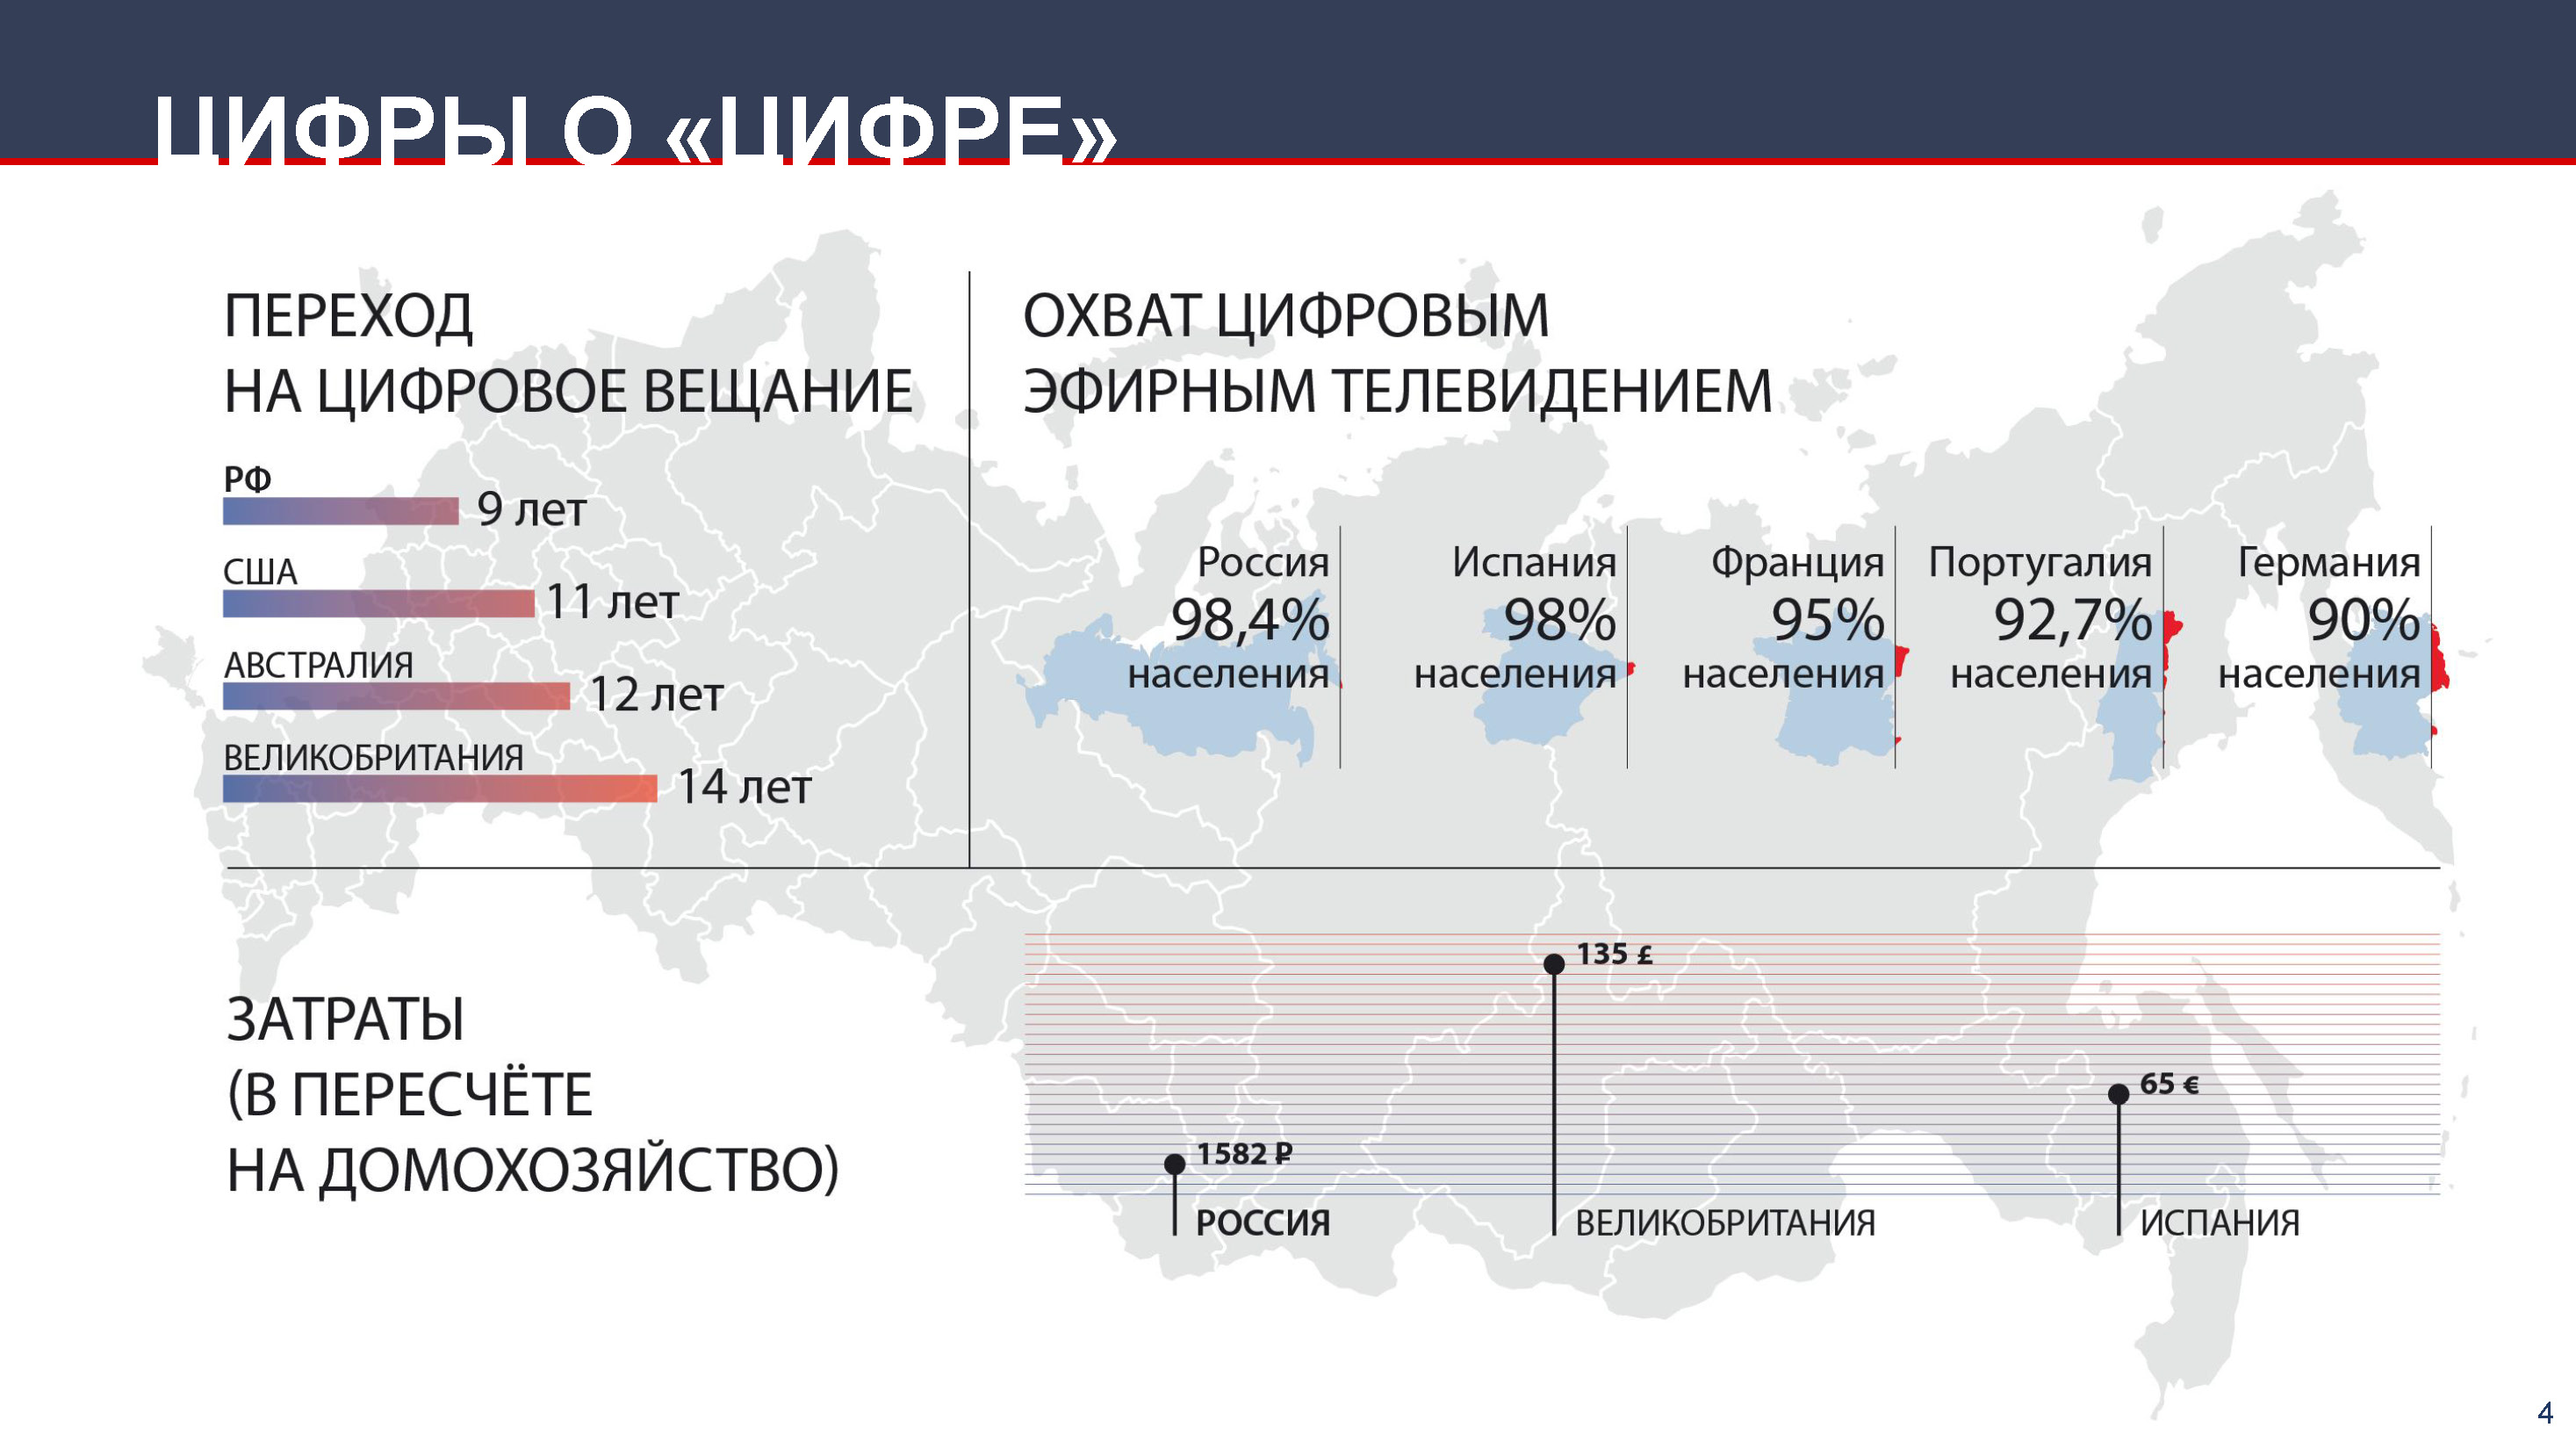 ЦИФРЫ О «ЦИФРЕ»
ПЕРЕХОД
НА ЦИФРОВОЕ ВЕЩАНИЕ
РФ
9 лет
США
11 лет
АВСТРАЛИЯ
12 лет
ВЕЛИКОБРИТАНИЯ
14 лет
ОХВАТ ЦИФРОВЫМ
ЭФИРНЫМ ТЕЛЕВИДЕНИЕМ
Россия
98,4%
населения
Испания
98%
населения
Франция
95%
населения
Португалия
92,7%
населения
Германия
90%
населения
ЗАТРАТЫ
(В ПЕРЕСЧЁТЕ
НА ДОМОХОЗЯЙСТВО)
1582 ₽
РОССИЯ
135 £
ВЕЛИКОБРИТАНИЯ
65 €
ИСПАНИЯ
4